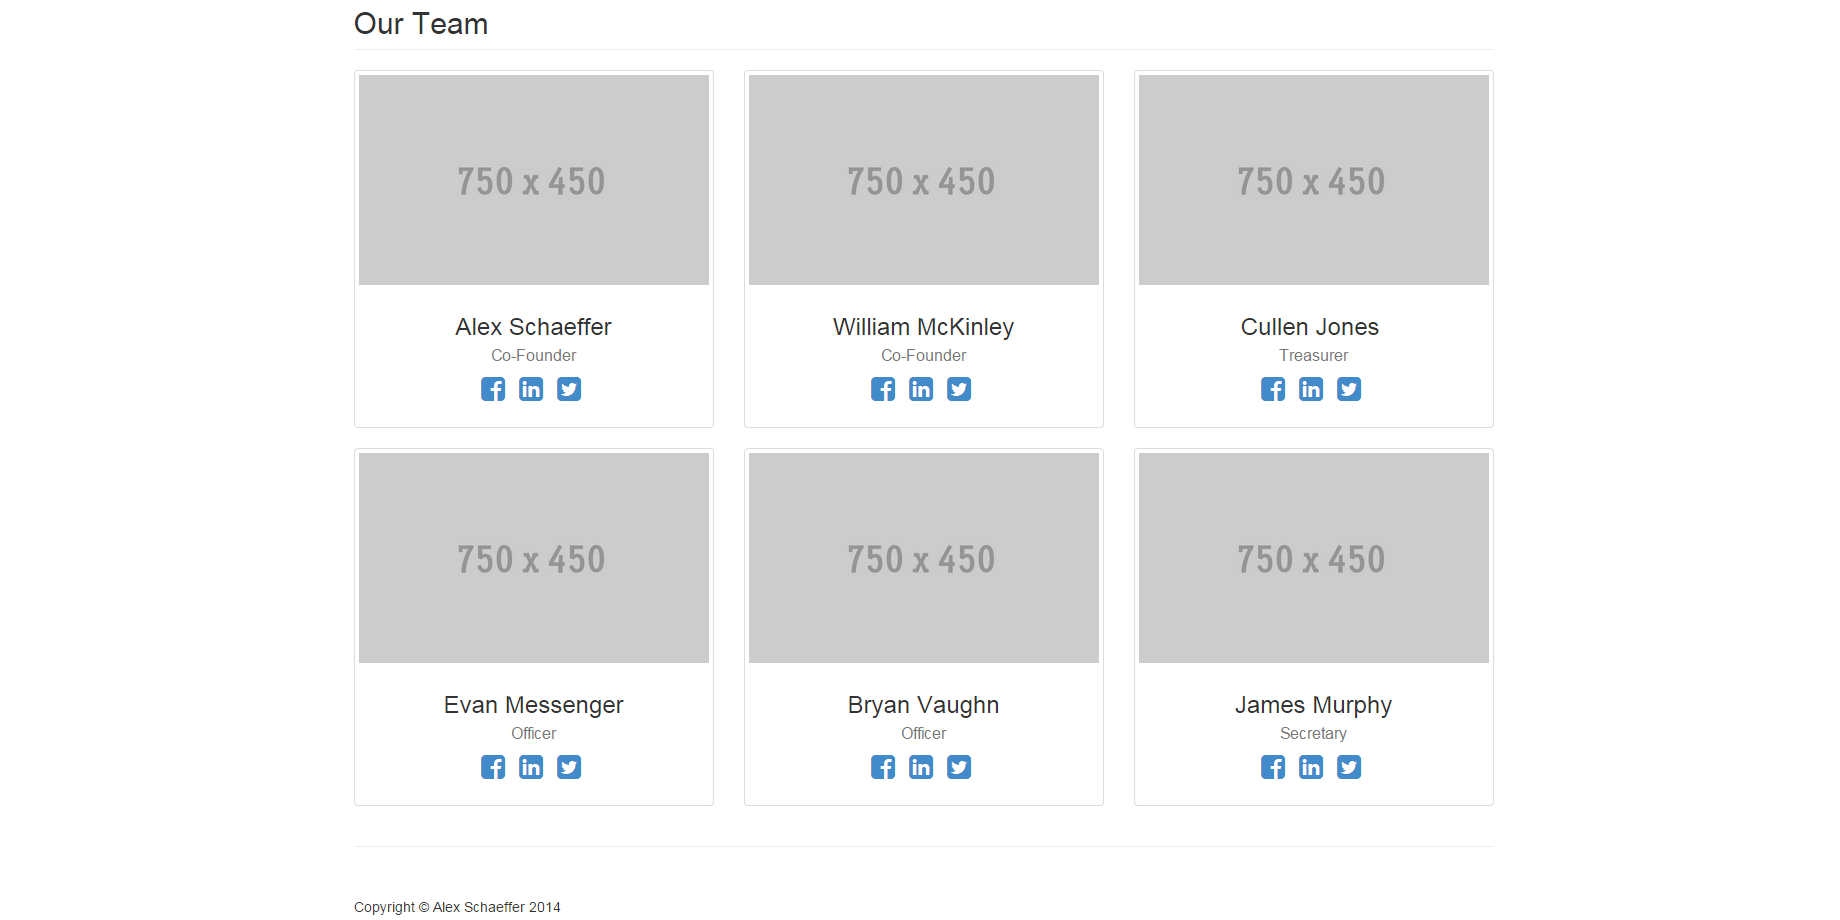 Our Team
750 x 450
750 x 450
750 x 450
Alex Schaeffer
Co-Founder
William McKinley
Co-Founder
Cullen Jones
Treasurer
750 x 450
750 x 450
750 x 450
Evan Messenger
Officer
Bryan Vaughn
Officer
James Murphy
Secretary
Copyright © Alex Schaeffer 2014